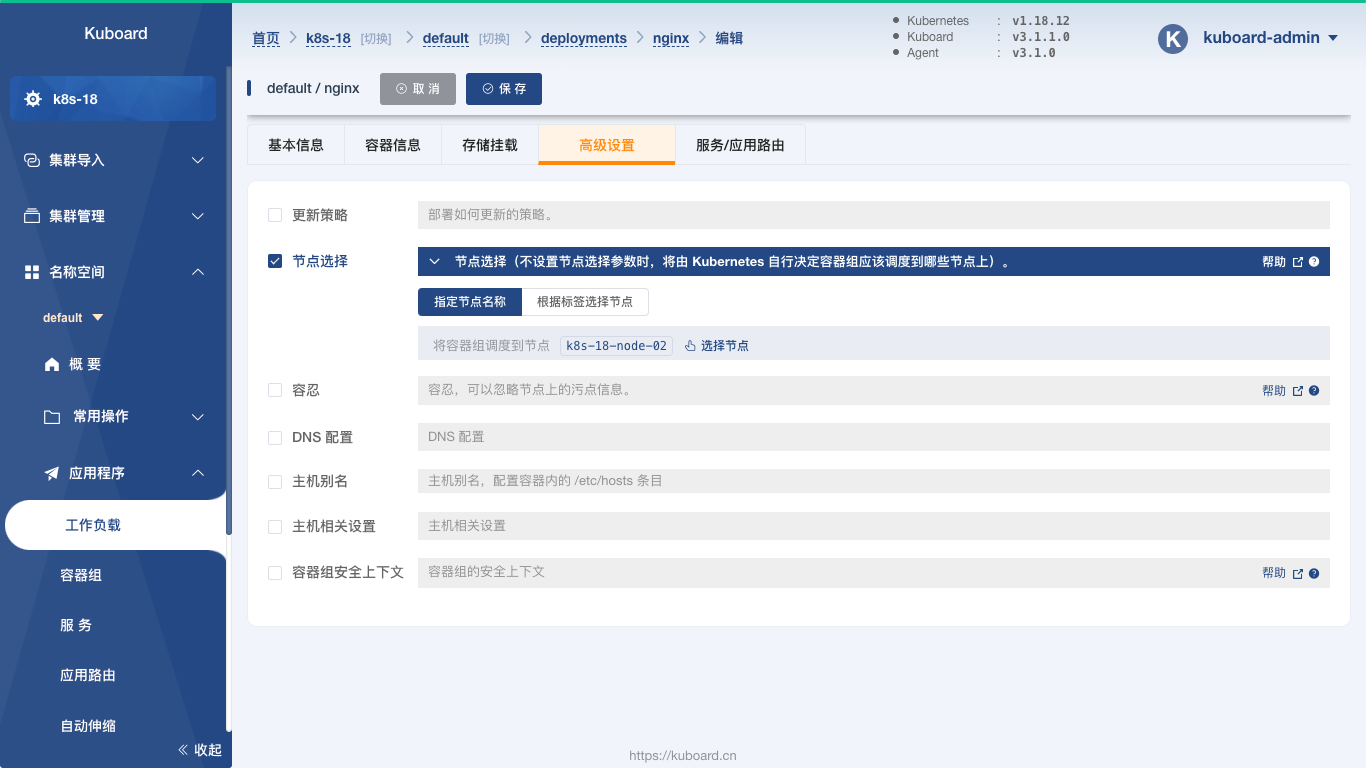 Kuboard
k8s-18
集群导入
集群管理
名称空间
default
概 要
常用操作
应用程序
工作负载
容器组
服 务
应用路由
自动伸缩
收起
首页 k8s-18 [切换] default [切换] deployments nginx 编辑
Kubernetes : v1.18.12
Kuboard : v3.1.1.0
Agent : v3.1.0
K kuboard-admin
default / nginx 取 消 保 存
基本信息 容器信息 存储挂载 高级设置 服务/应用路由
更新策略 部署如何更新的策略。
节点选择 节点选择（不设置节点选择参数时，将由 Kubernetes 自行决定容器组应该调度到哪些节点上）。 帮助
指定节点名称 根据标签选择节点
将容器组调度到节点 k8s-18-node-02 选择节点
容忍 容忍，可以忽略节点上的污点信息。 帮助
DNS 配置 DNS 配置
主机别名 主机别名，配置容器内的 /etc/hosts 条目
主机相关设置 主机相关设置
容器组安全上下文 容器组的安全上下文 帮助
https://kuboard.cn